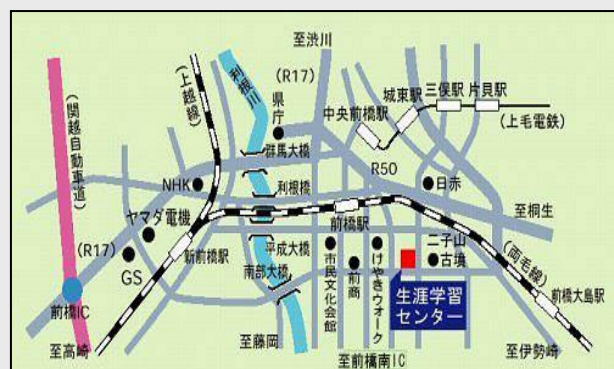 至渋川
(R17)
利根川
(上越線)
(関越自動車道)
県庁
中央前橋駅
城東駅
三俣駅
片貝駅
(上毛電鉄)
群馬大橋
R50
NHK
利根橋
日赤
至桐生
ヤマダ電機
前橋駅
(R17)
GS
新前橋駅
平成大橋
南部大橋
市民文化会館
前商
けやきウォーク
二子山
古墳
(両毛線)
前橋IC
生涯学習
センター
前橋大島駅
至高崎
至藤岡
至前橋南IC
至伊勢崎